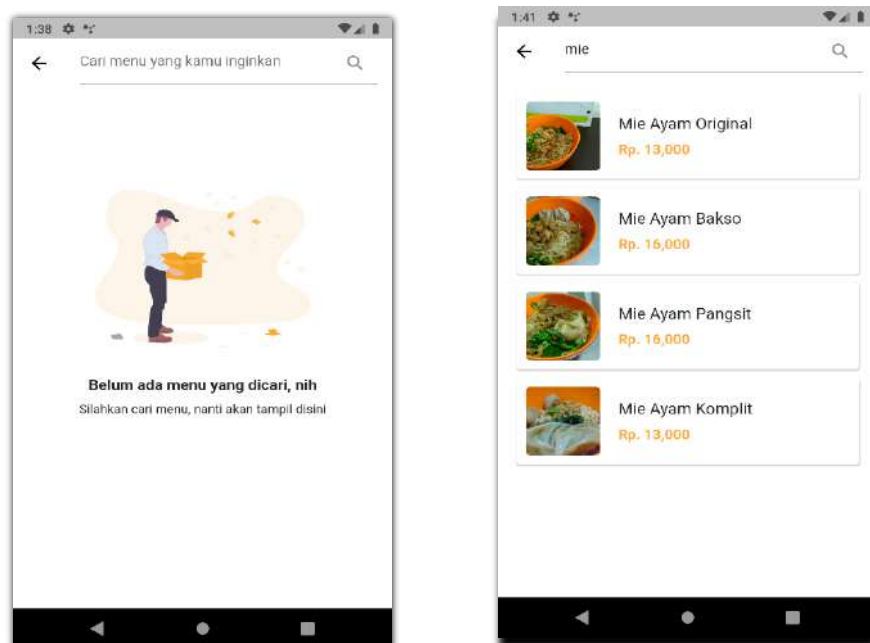 1:38
Cari menu yang kamu inginkan
Belum ada menu yang dicari, nih
Silahkan cari menu, nanti akan tampil disini
1:41
mie
Mie Ayam Original
Rp. 13,000
Mie Ayam Bakso
Rp. 16,000
Mie Ayam Pangsit
Rp. 16,000
Mie Ayam Komplit
Rp. 13,000